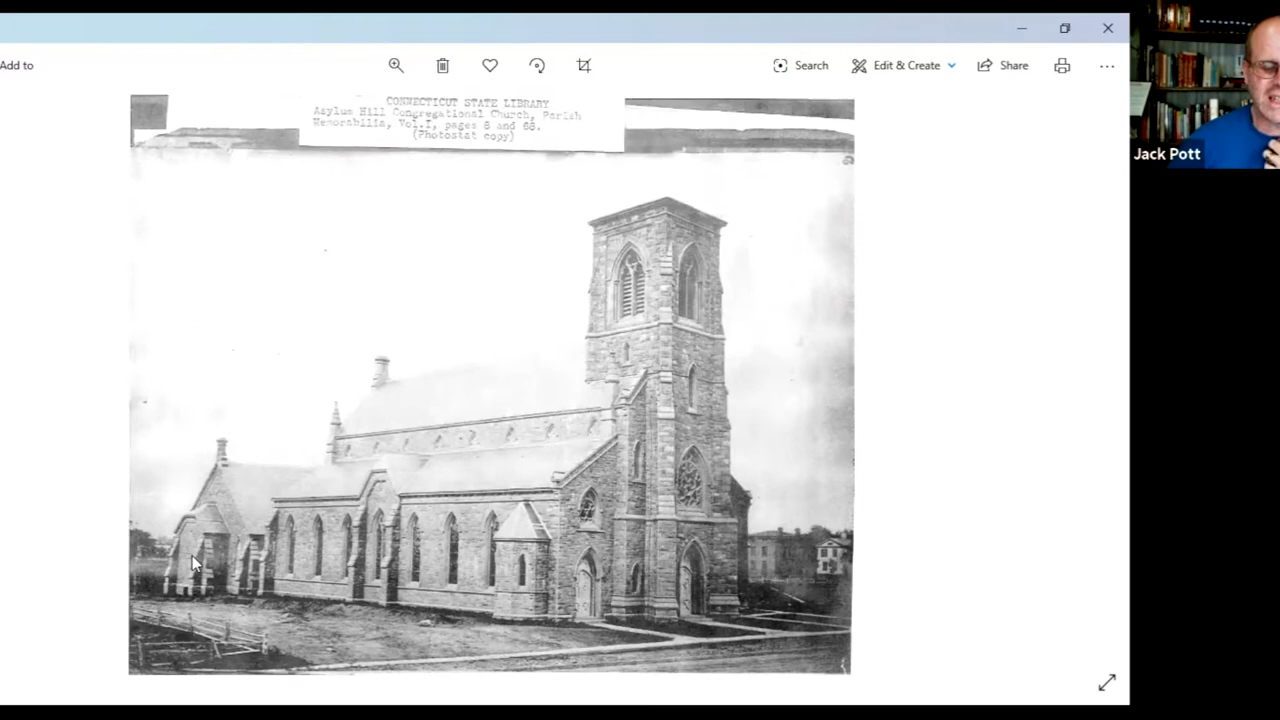 Add to
Search
Edit & Create
Share
CONNECTICUT STATE LIBRARY
Asylum Hill Congregational Church, Parish
Memorabilia, Vol.I, pages 8 and 68.
(Photostat copy)
Jack Pott